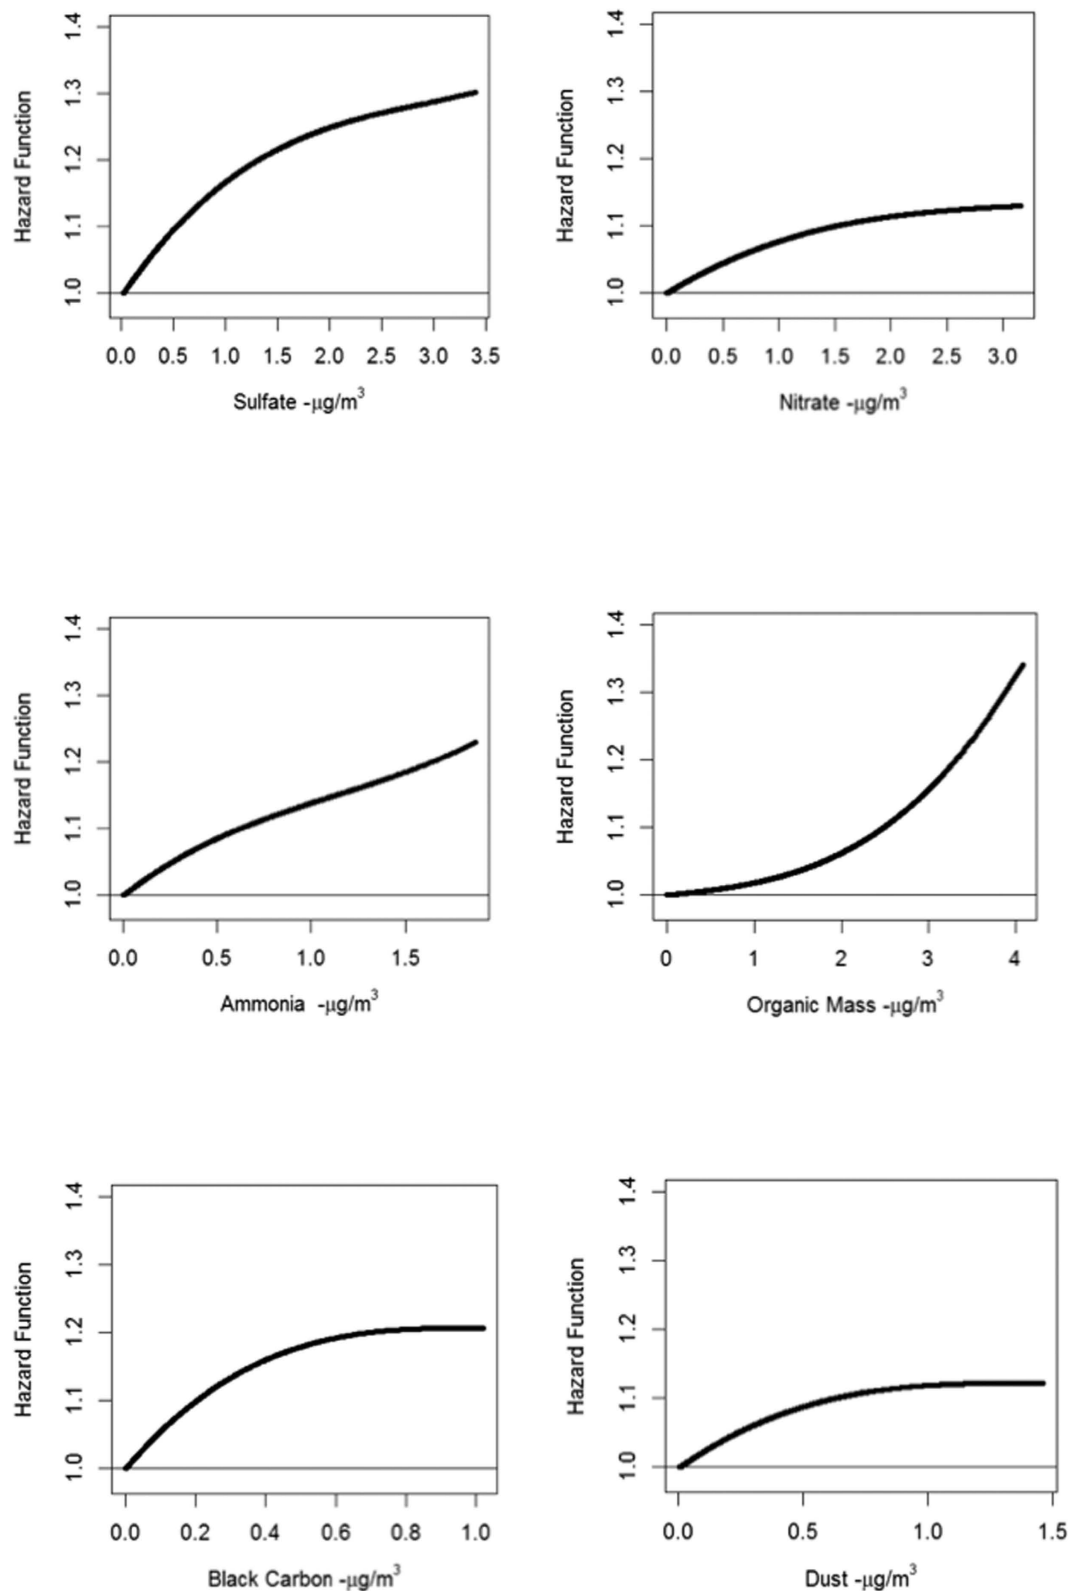 Hazard Function
1.0 1.1 1.2 1.3 1.4
0.0 0.5 1.0 1.5 2.0 2.5 3.0 3.5
Sulfate -μg/m³
Hazard Function
1.0 1.1 1.2 1.3 1.4
0.0 0.5 1.0 1.5 2.0 2.5 3.0
Nitrate -μg/m³
Hazard Function
1.0 1.1 1.2 1.3 1.4
0.0 0.5 1.0 1.5
Ammonia -μg/m³
Hazard Function
1.0 1.1 1.2 1.3 1.4
0 1 2 3 4
Organic Mass -μg/m³
Hazard Function
1.0 1.1 1.2 1.3 1.4
0.0 0.2 0.4 0.6 0.8 1.0
Black Carbon -μg/m³
Hazard Function
1.0 1.1 1.2 1.3 1.4
0.0 0.5 1.0 1.5
Dust -μg/m³